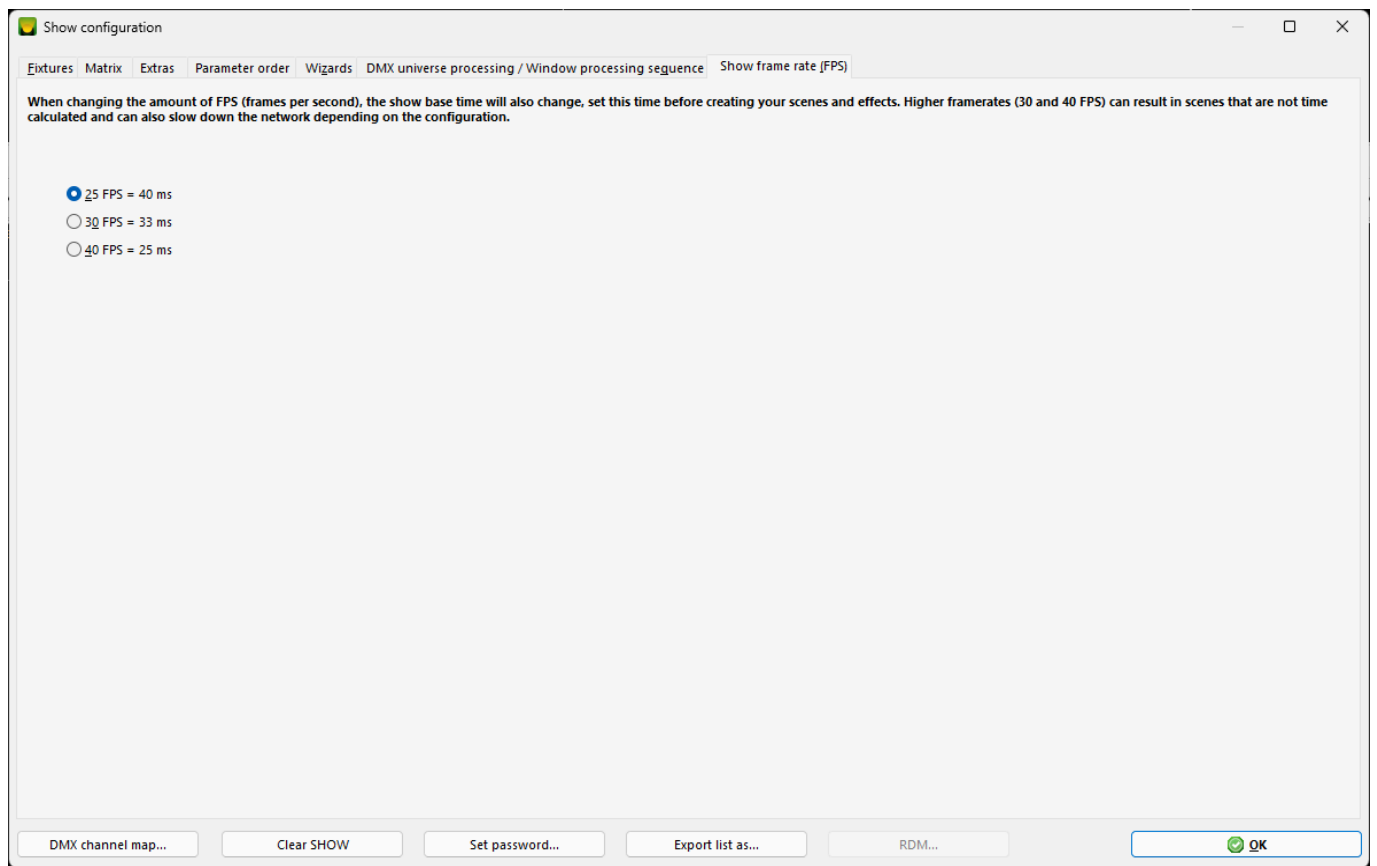 Show configuration
Fixtures Matrix Extras Parameter order Wizards DMX universe processing / Window processing sequence Show frame rate (FPS)
When changing the amount of FPS (frames per second), the show base time will also change, set this time before creating your scenes and effects. Higher framerates (30 and 40 FPS) can result in scenes that are not time
calculated and can also slow down the network depending on the configuration.
25 FPS = 40 ms
30 FPS = 33 ms
40 FPS = 25 ms
DMX channel map... Clear SHOW Set password... Export list as... RDM... OK